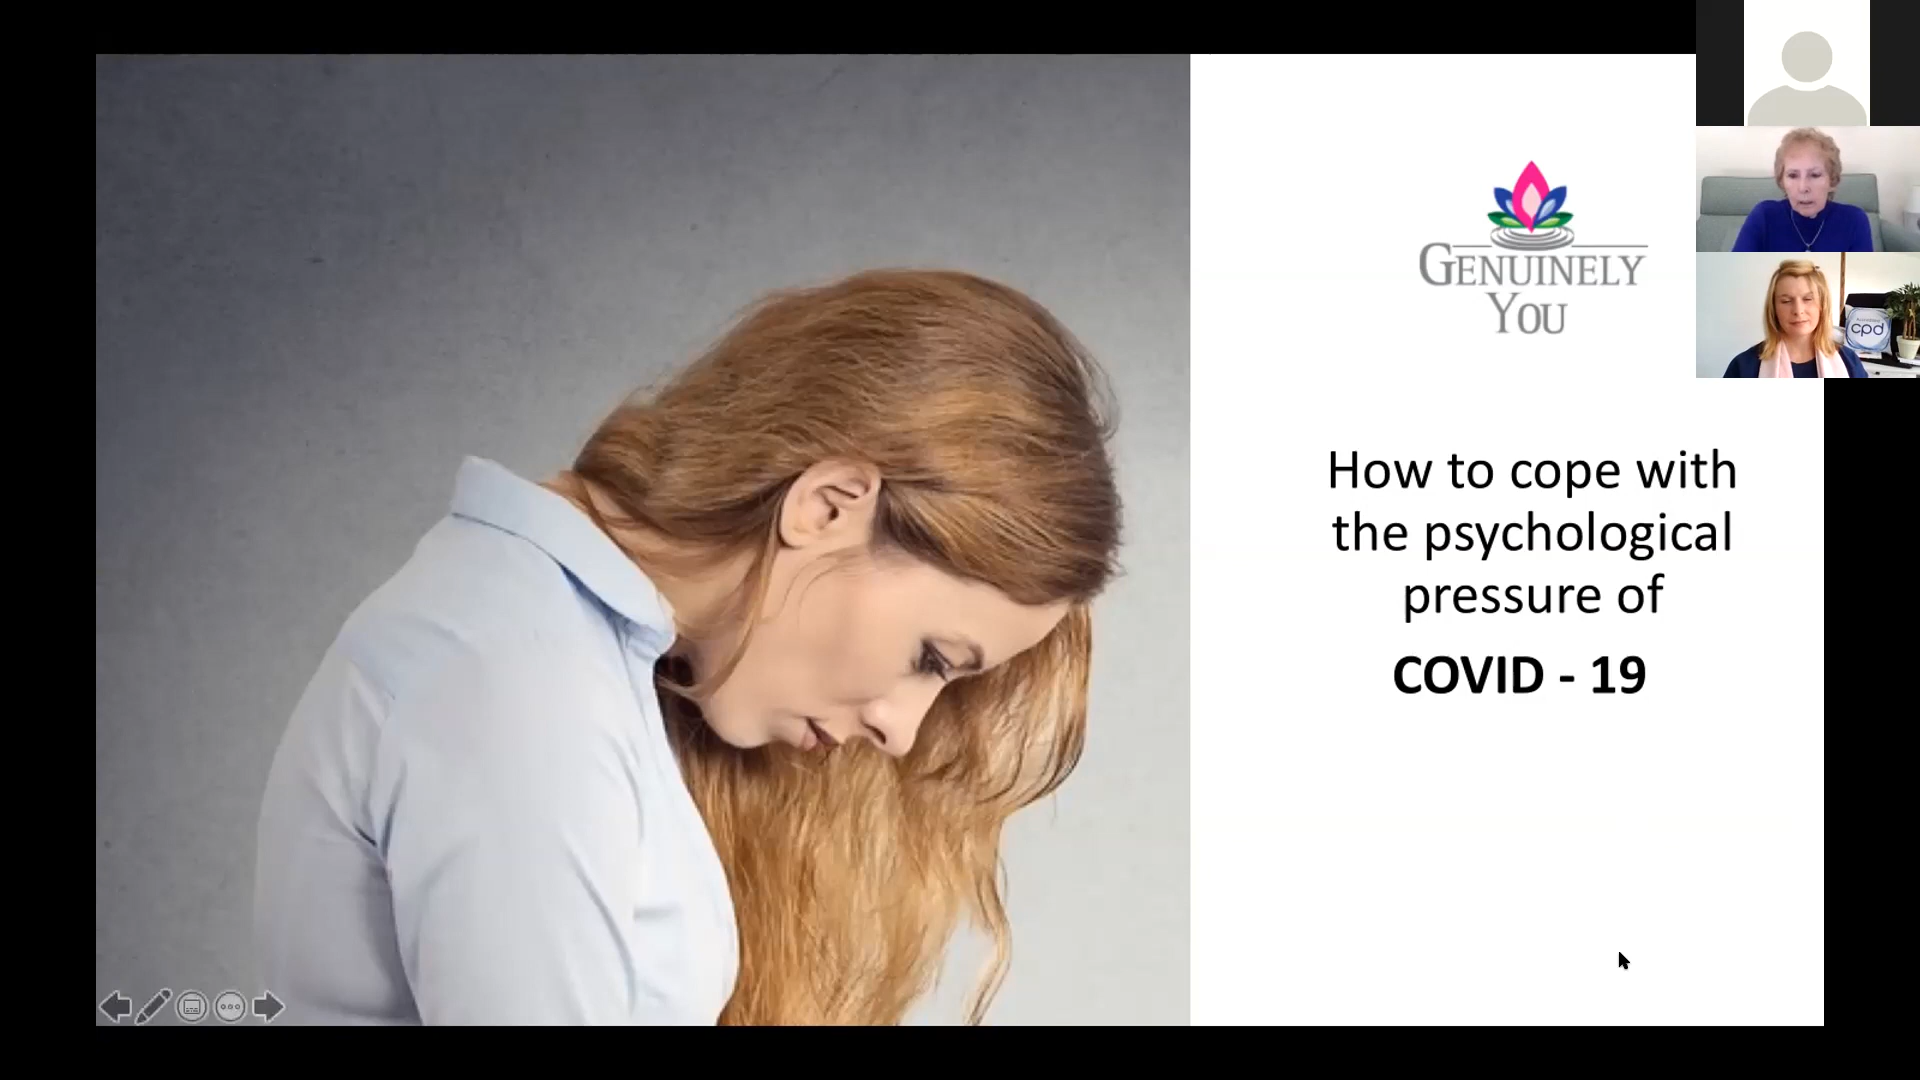 GENUINELY
YOU
cpd
How to cope with
the psychological
pressure of
COVID - 19